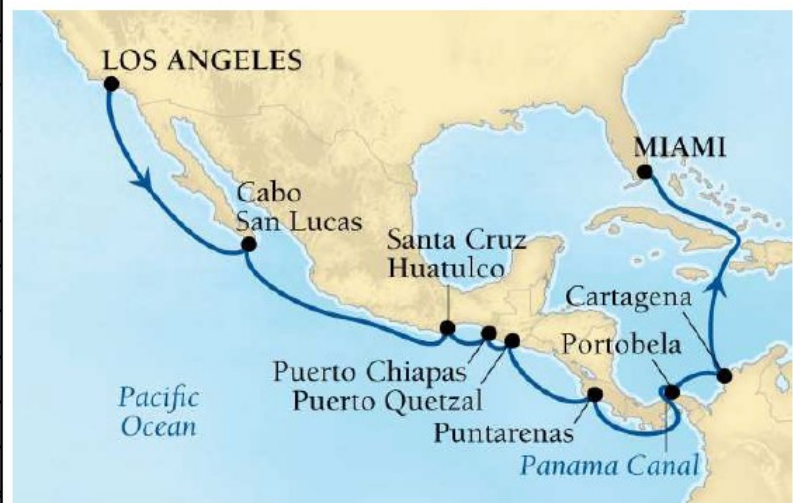 LOS ANGELES
MIAMI
Cabo
San Lucas
Santa Cruz
Huatulco
Cartagena
Portobela
Puerto Chiapas
Puerto Quetzal
Pacific
Ocean
Puntarenas
Panama Canal